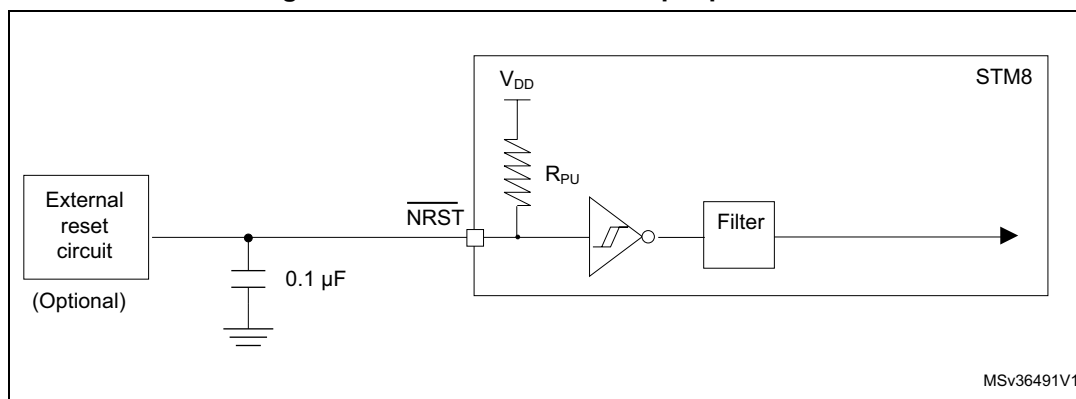 V_DD
STM8
R_PU
External
reset
circuit
(Optional)
NRST
Filter
0.1 µF
MSv36491V1